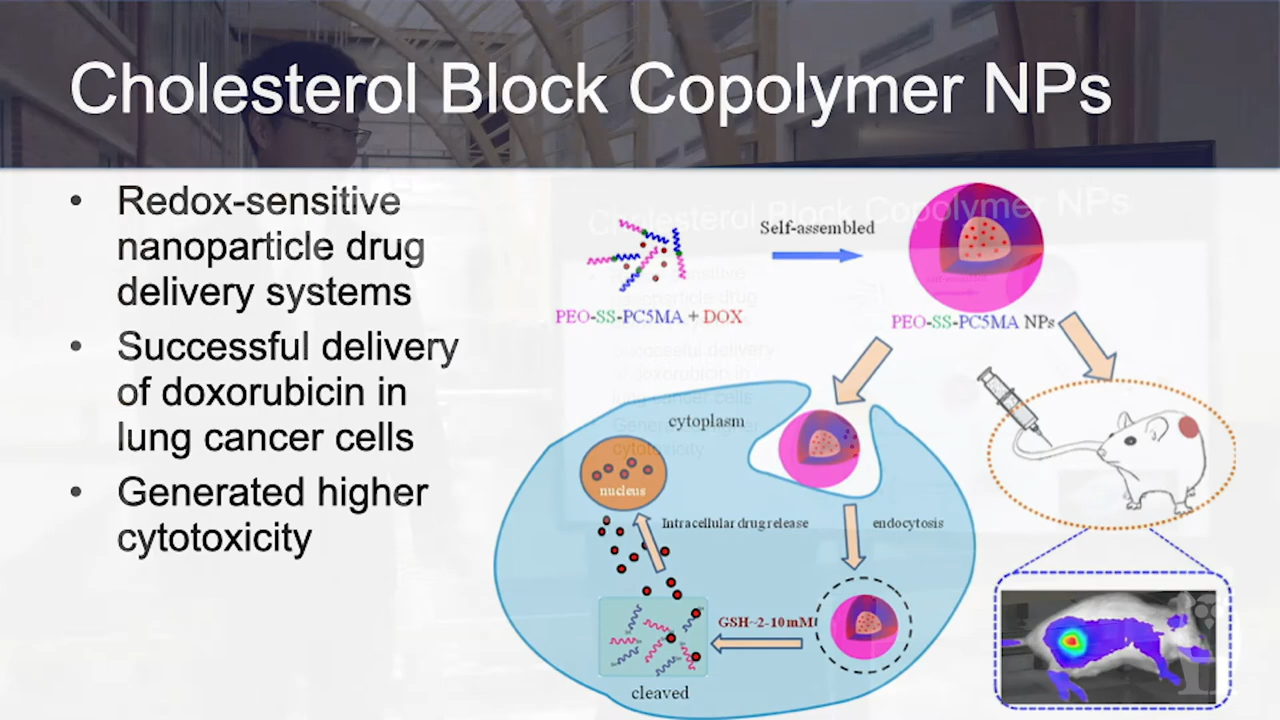 Cholesterol Block Copolymer NPs
• Redox-sensitive
nanoparticle drug
delivery systems
• Successful delivery
of doxorubicin in
lung cancer cells
• Generated higher
cytotoxicity
Self-assembled
PEO-SS-PC5MA + DOX
PEO-SS-PC5MA NPs
cytoplasm
nucleus
Intracellular drug release
endocytosis
GSH~2-10 mM
cleaved